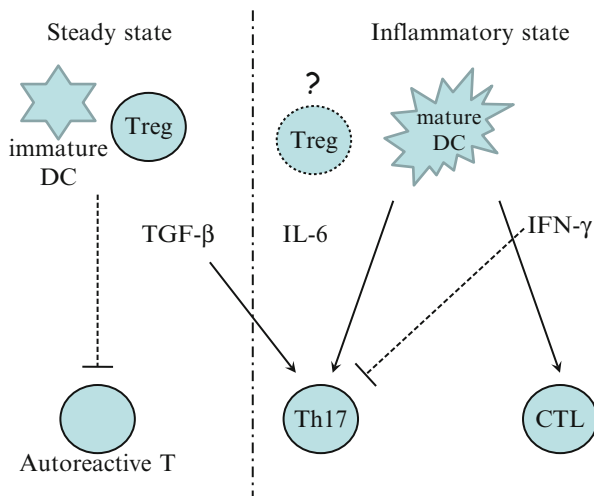 Steady state
Inflammatory state
?
Treg
immature
DC
Treg
mature
DC
TGF-β
IL-6
IFN-γ
Th17
CTL
Autoreactive T